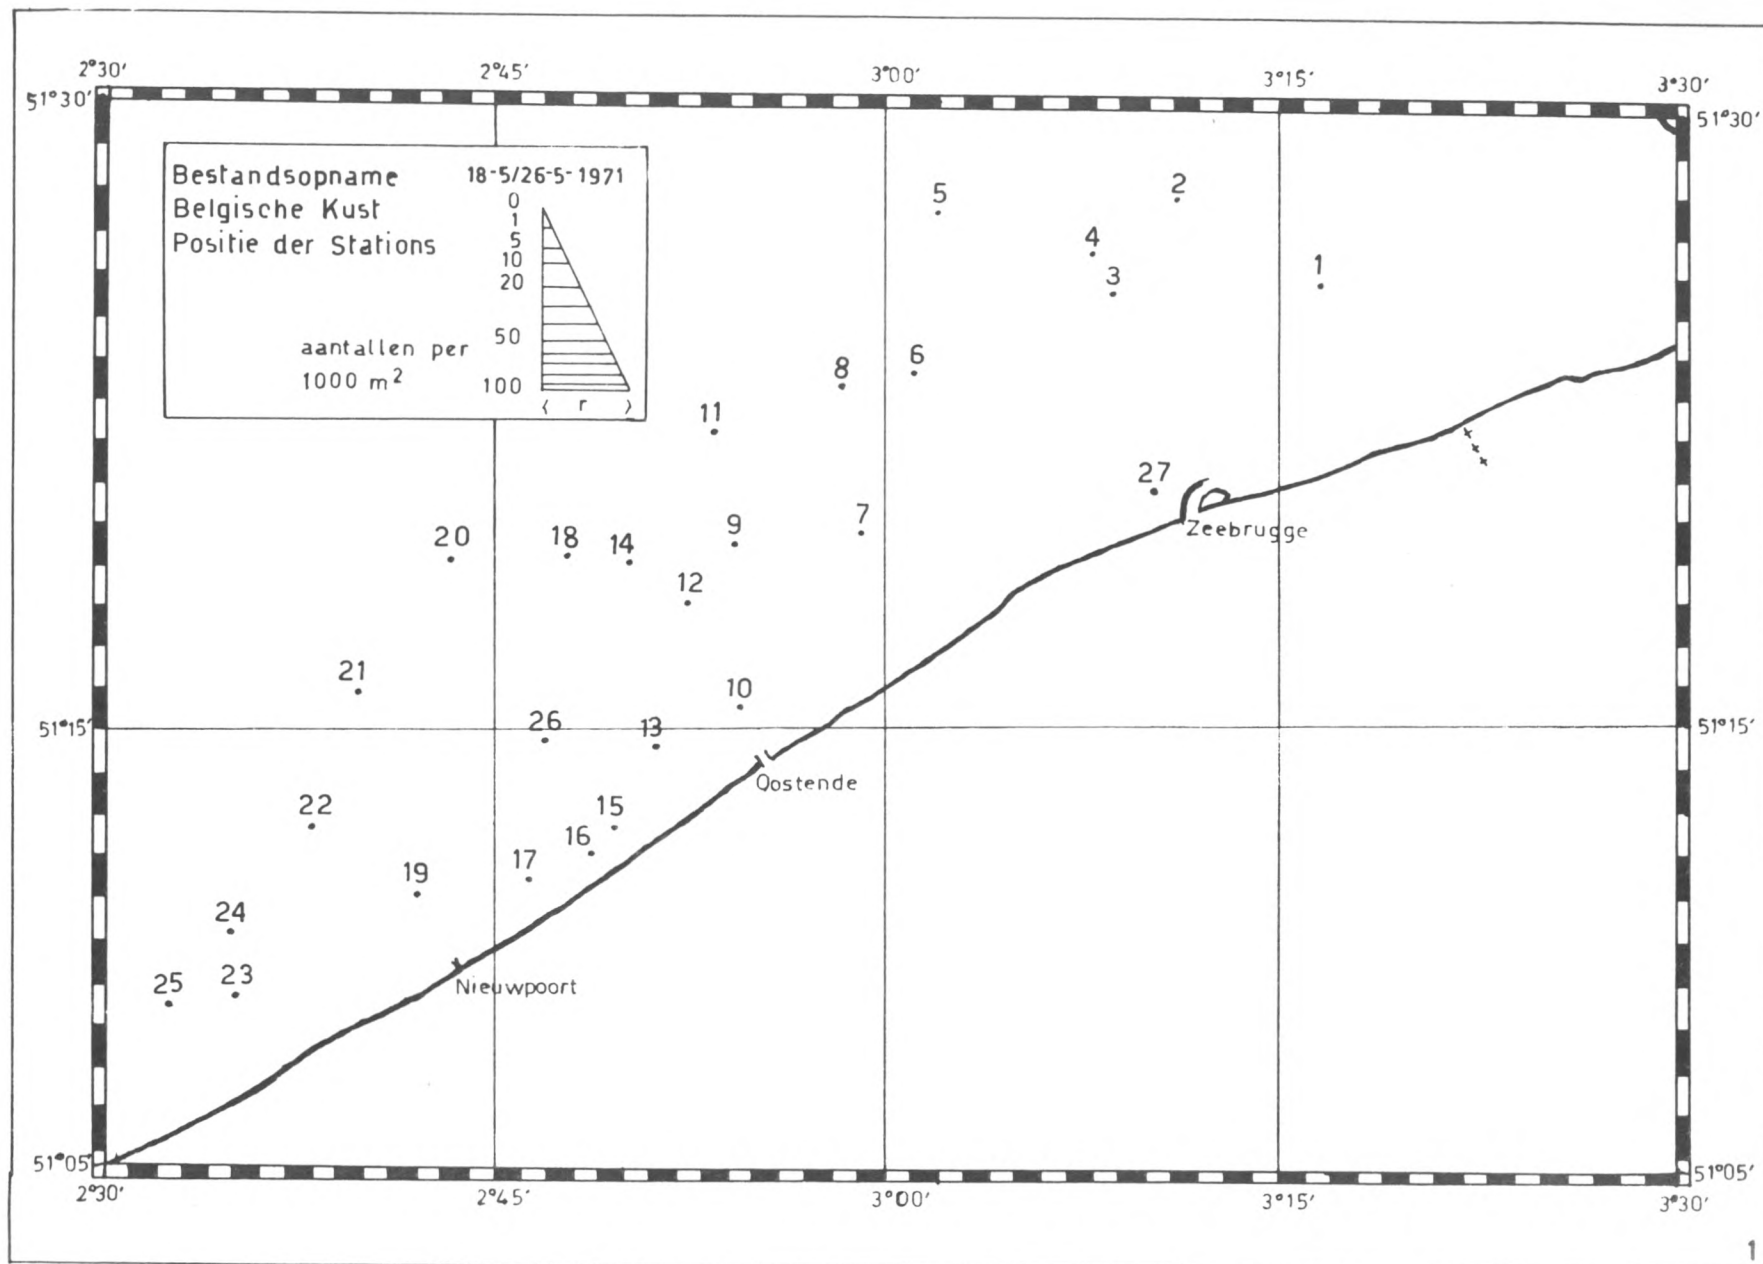 2°30′ 2°45′ 3°00′ 3°15′ 3°30′
51°30′ 51°30′
Bestandsopname 18-5/26-5-1971
Belgische Kust
Positie der Stations
0
1
5
10
20
50
100
aantallen per
1000 m²
⟨ r ⟩
5 2
4
3 1
8 6
11
27
20 18 14 9 7
Zeebrugge
12
21
10
51°15′ 26 13 51°15′
Oostende
22 15
16
19 17
24
25 23
Nieuwpoort
51°05′ 51°05′
2°30′ 2°45′ 3°00′ 3°15′ 3°30′
1